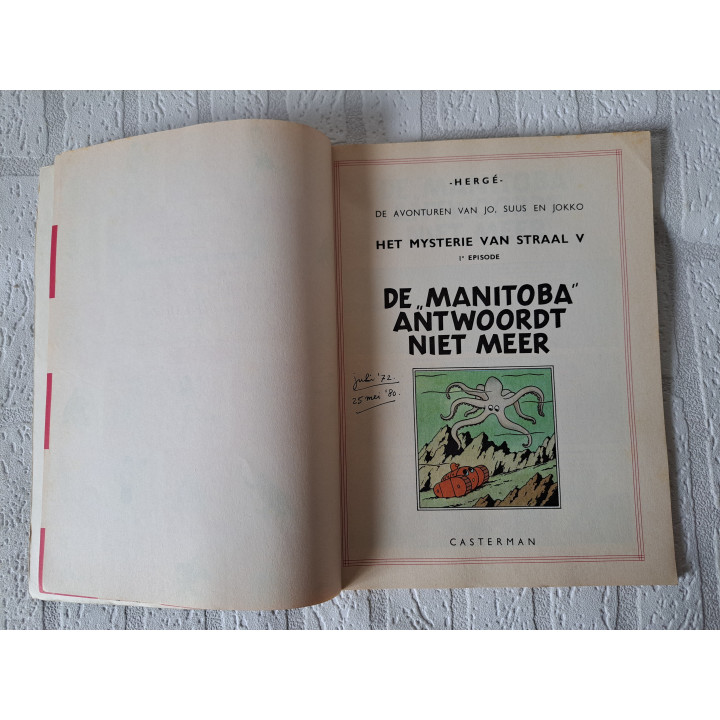 -HERGÉ-
DE AVONTUREN VAN JO, SUUS EN JOKKO
HET MYSTERIE VAN STRAAL V
1e EPISODE
DE „MANITOBA"
ANTWOORDT
NIET MEER
juli '72.
25 mei '80.
CASTERMAN